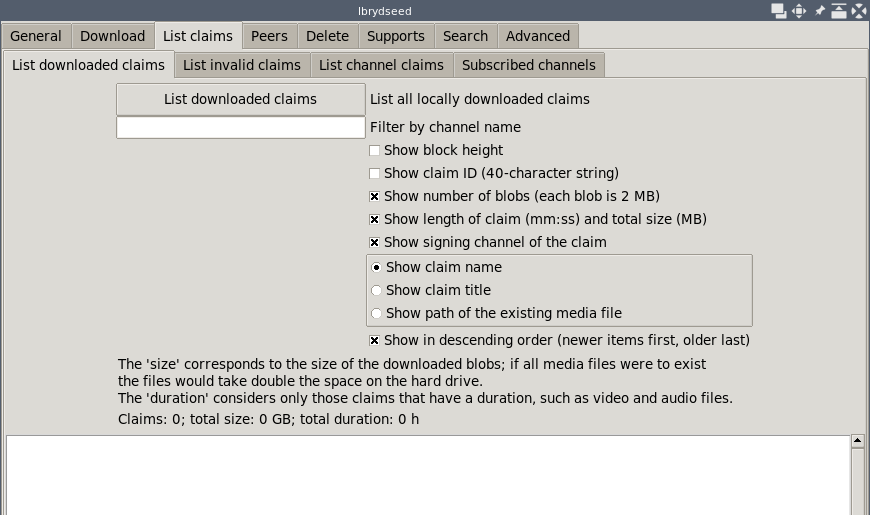 lbrydseed
General Download List claims Peers Delete Supports Search Advanced
List downloaded claims List invalid claims List channel claims Subscribed channels
List downloaded claims List all locally downloaded claims
Filter by channel name
Show block height
Show claim ID (40-character string)
Show number of blobs (each blob is 2 MB)
Show length of claim (mm:ss) and total size (MB)
Show signing channel of the claim
Show claim name
Show claim title
Show path of the existing media file
Show in descending order (newer items first, older last)
The 'size' corresponds to the size of the downloaded blobs; if all media files were to exist
the files would take double the space on the hard drive.
The 'duration' considers only those claims that have a duration, such as video and audio files.
Claims: 0; total size: 0 GB; total duration: 0 h